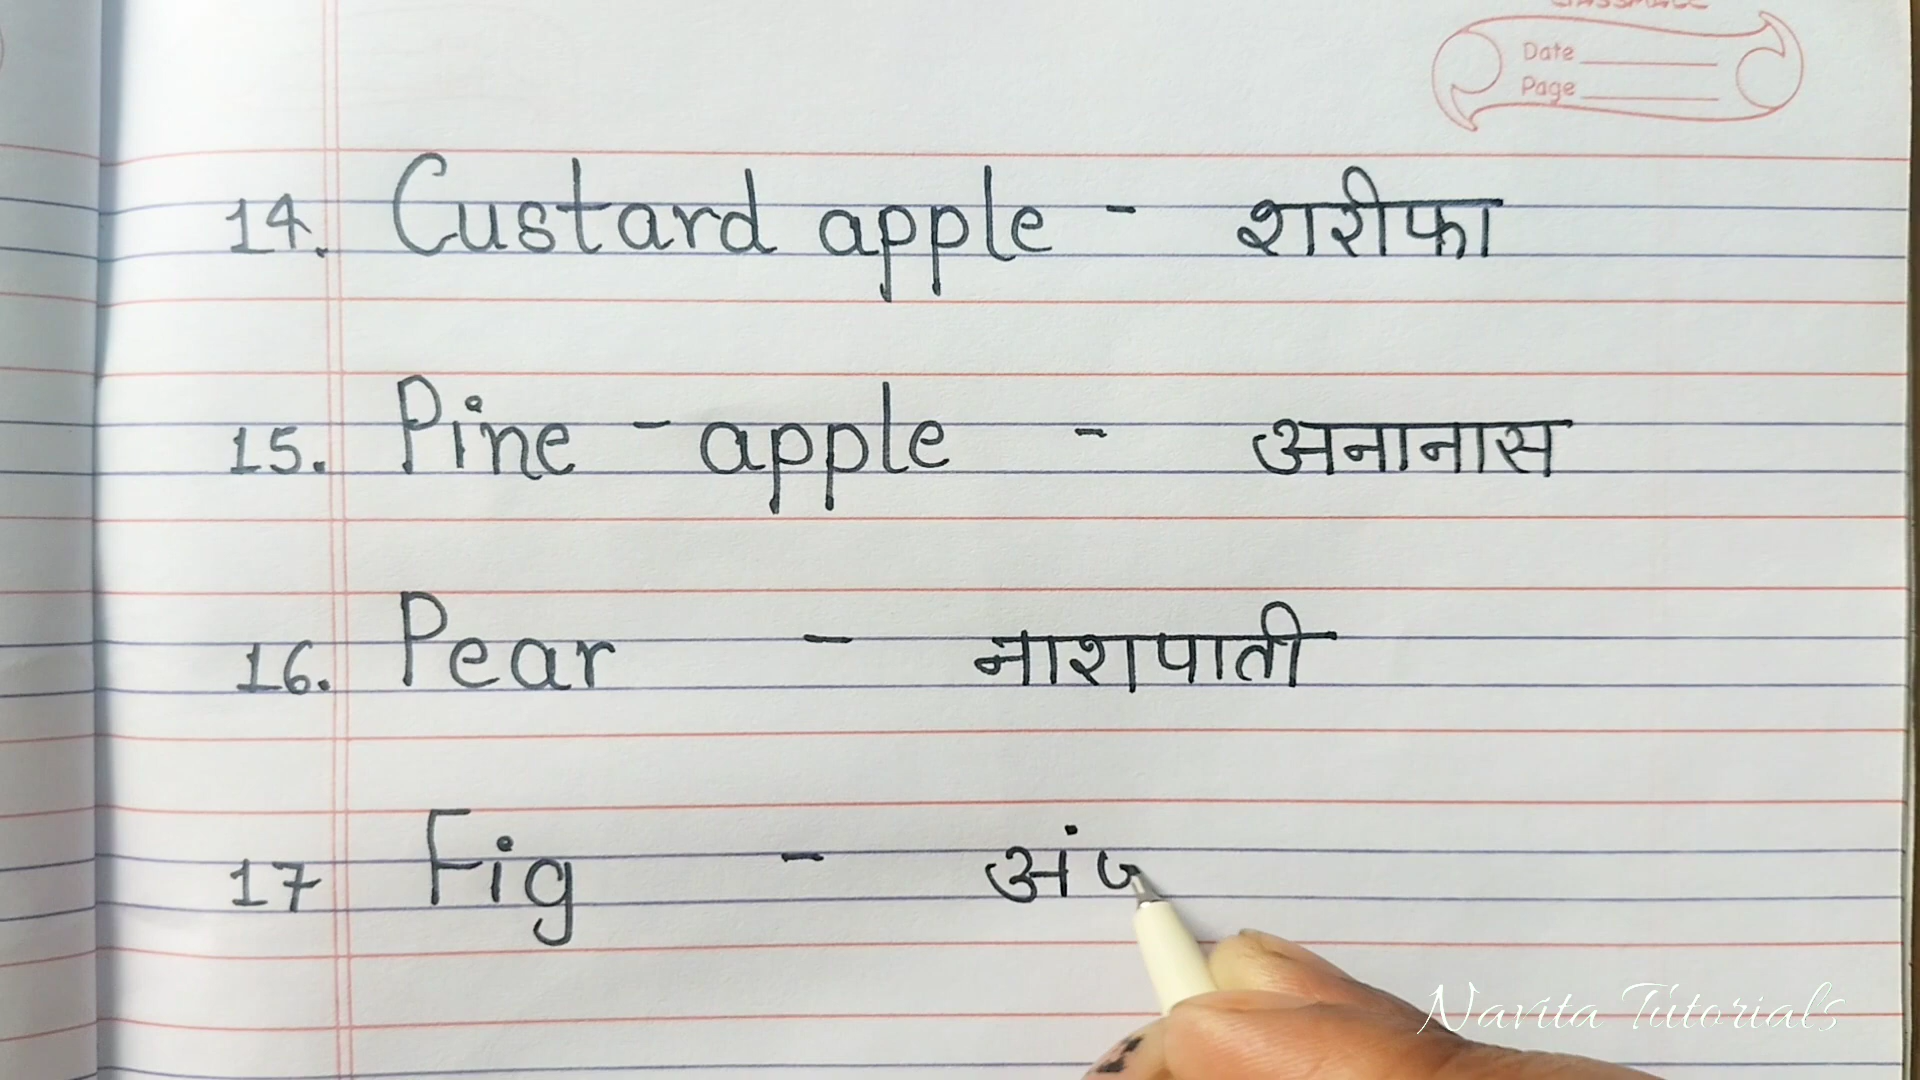 Date
Page
14. Custard apple - शरीफा
15. Pine - apple - अनानास
16. Pear - नाशपाती
17 Fig - अं
Navita Tutorials